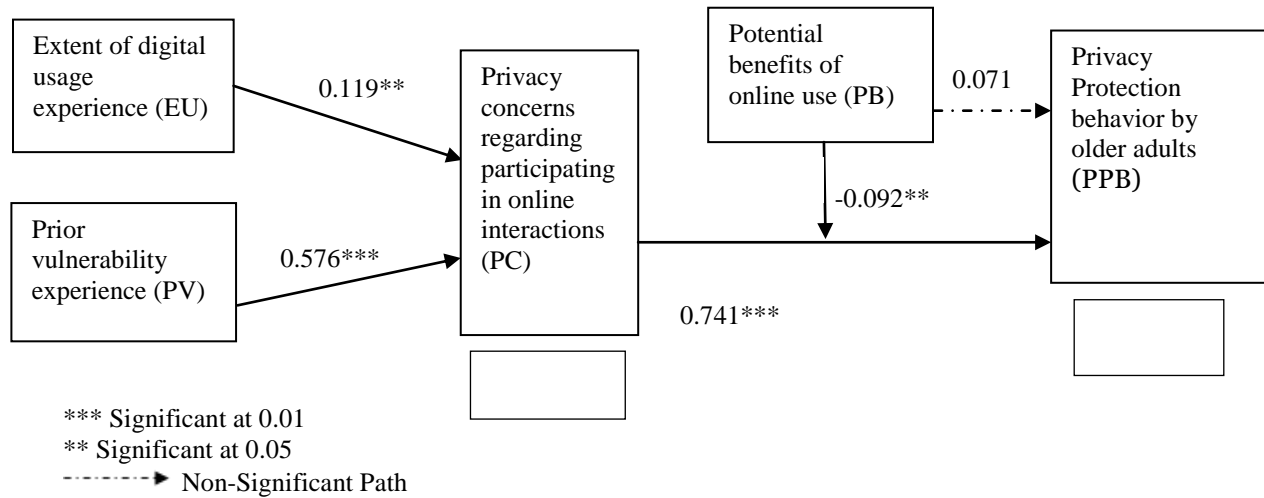 Extent of digital
usage
experience (EU)
0.119**
Prior
vulnerability
experience (PV)
0.576***
Privacy
concerns
regarding
participating
in online
interactions
(PC)
Potential
benefits of
online use (PB)
0.071
-0.092**
0.741***
Privacy
Protection
behavior by
older adults
(PPB)
*** Significant at 0.01
** Significant at 0.05
Non-Significant Path